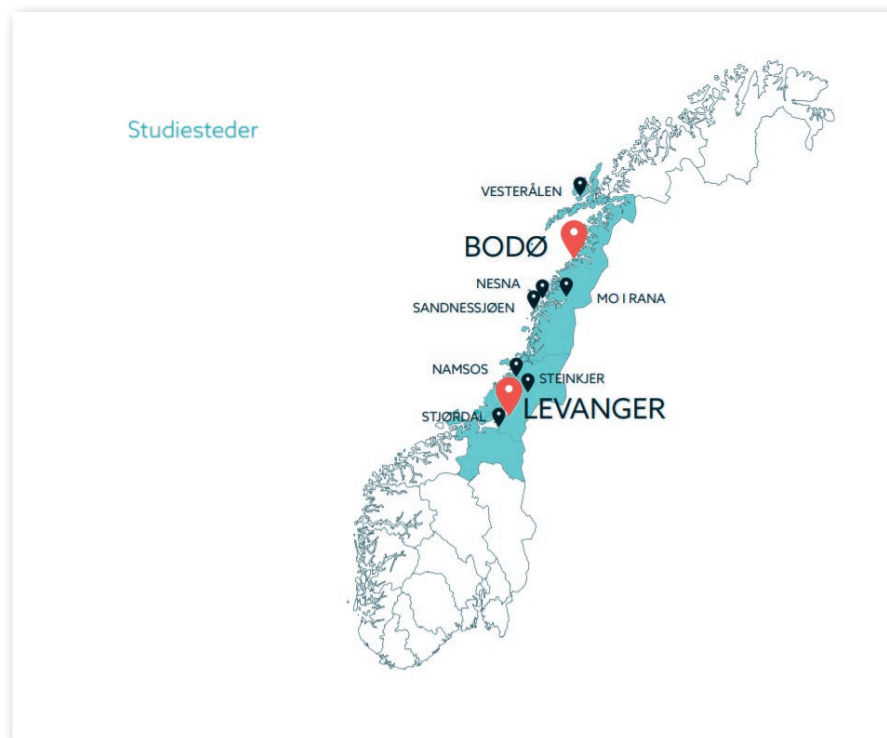 Studiesteder
VESTERÅLEN
BODØ
NESNA
MO I RANA
SANDNESSJØEN
NAMSOS
STEINKJER
LEVANGER
STJØRDAL